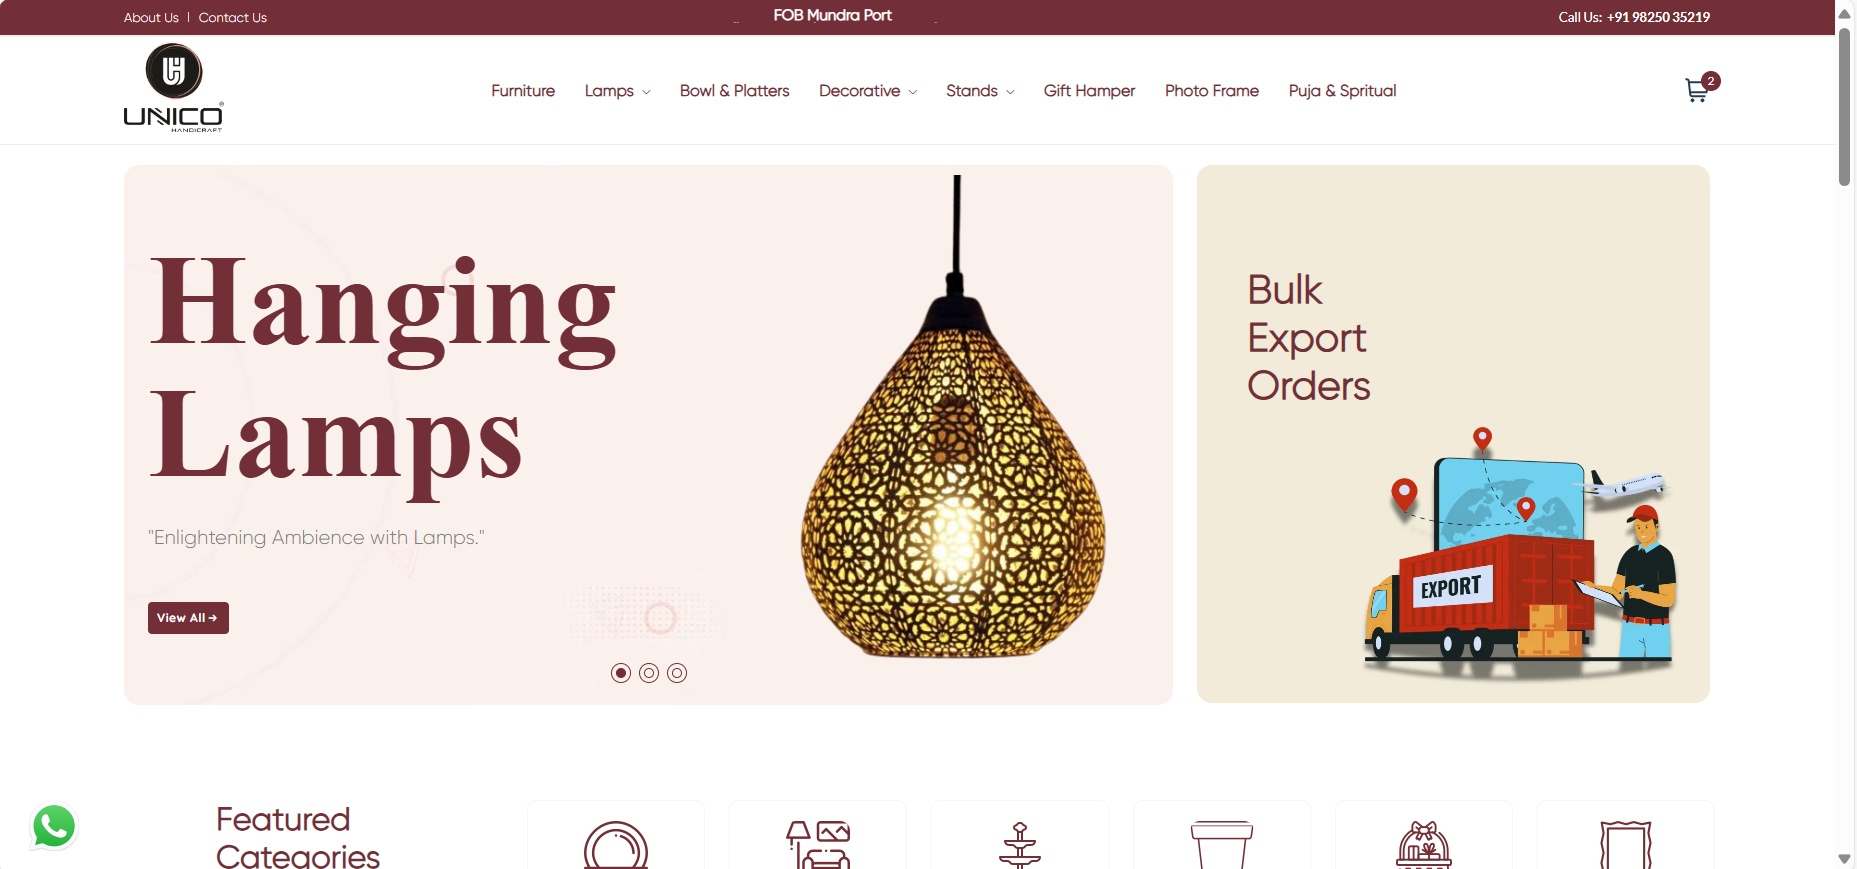 About Us | Contact Us
FOB Mundra Port
Call Us: +91 98250 35219
UNICO®
HANDICRAFT
Furniture
Lamps
Bowl & Platters
Decorative
Stands
Gift Hamper
Photo Frame
Puja & Spritual
2
Hanging
Lamps
"Enlightening Ambience with Lamps."
View All →
Bulk
Export
Orders
EXPORT
Featured
Categories